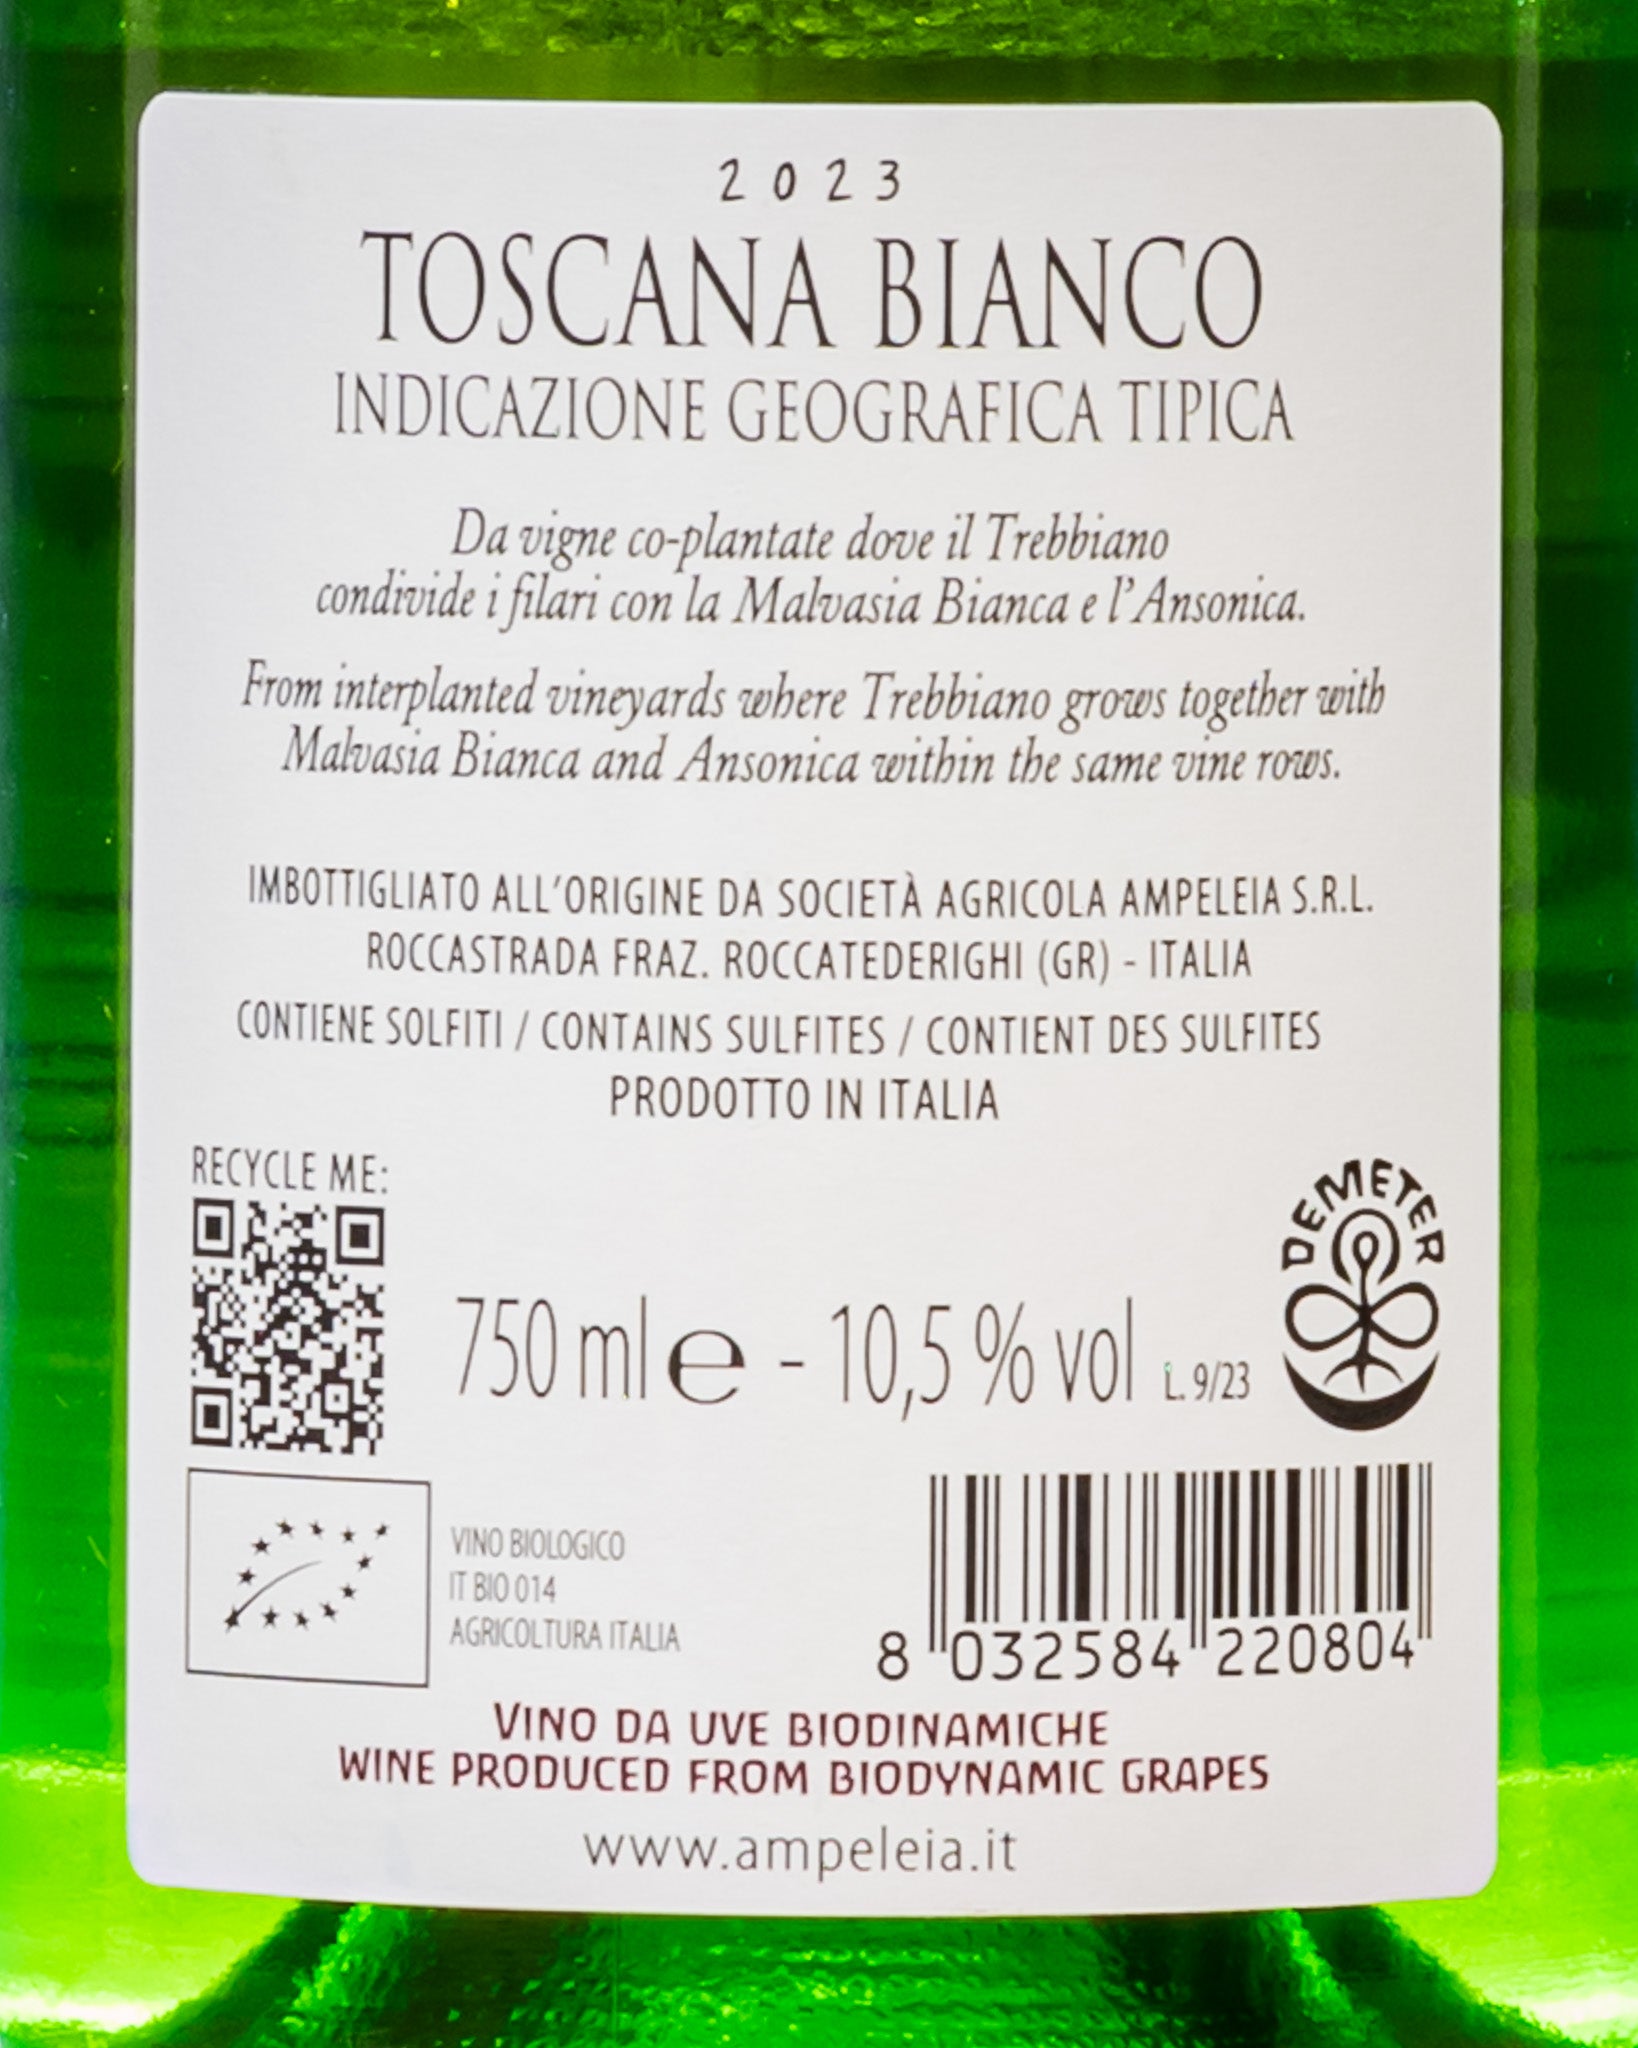 2023
TOSCANA BIANCO
INDICAZIONE GEOGRAFICA TIPICA
Da vigne co-plantate dove il Trebbiano
condivide i filari con la Malvasia Bianca e l'Ansonica.
From interplanted vineyards where Trebbiano grows together with
Malvasia Bianca and Ansonica within the same vine rows.
IMBOTTIGLIATO ALL'ORIGINE DA SOCIETÀ AGRICOLA AMPELEIA S.R.L.
ROCCASTRADA FRAZ. ROCCATEDERIGHI (GR) - ITALIA
CONTIENE SOLFITI / CONTAINS SULFITES / CONTIENT DES SULFITES
PRODOTTO IN ITALIA
RECYCLE ME:
DEMETER
750 ml e - 10,5 % vol L. 9/23
VINO BIOLOGICO
IT BIO 014
AGRICOLTURA ITALIA
8 032584 220804
VINO DA UVE BIODINAMICHE
WINE PRODUCED FROM BIODYNAMIC GRAPES
www.ampeleia.it